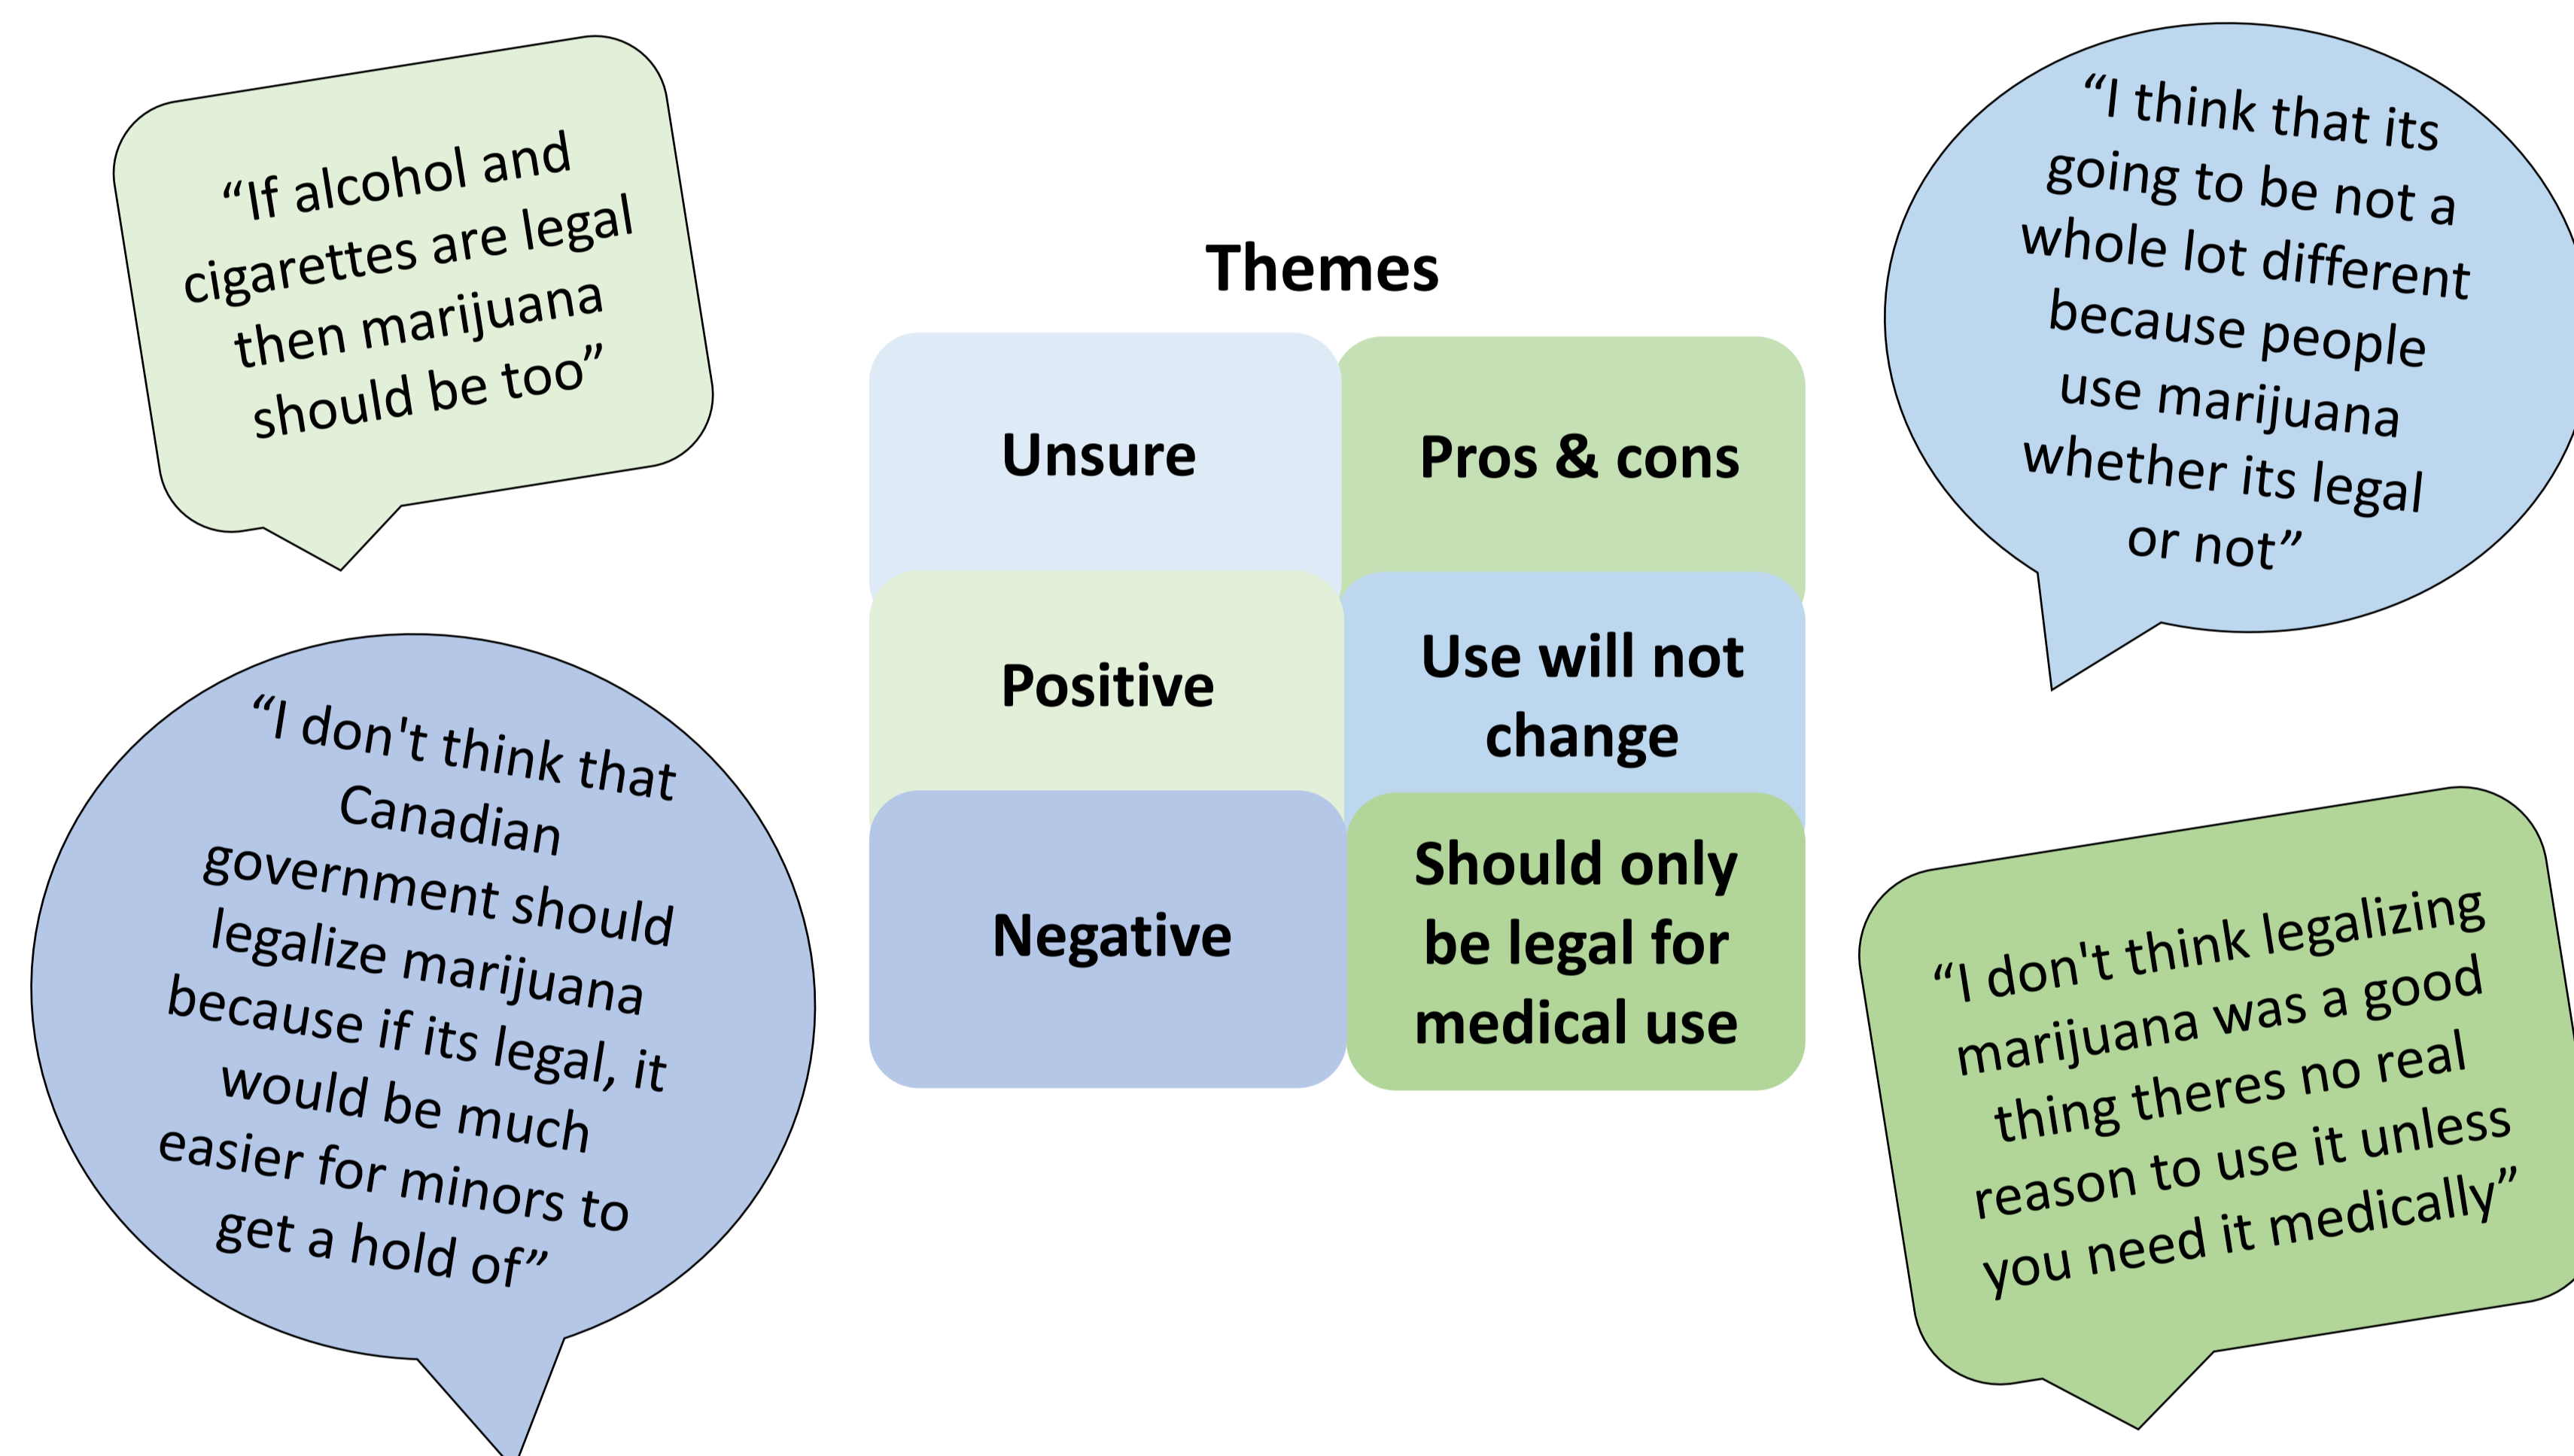 “If alcohol and
cigarettes are legal
then marijuana
should be too”
“I don't think that
Canadian
government should
legalize marijuana
because if its legal, it
would be much
easier for minors to
get a hold of”
Themes
Unsure
Pros & cons
Positive
Use will not
change
Negative
Should only
be legal for
medical use
“I think that its
going to be not a
whole lot different
because people
use marijuana
whether its legal
or not”
“I don't think legalizing
marijuana was a good
thing theres no real
reason to use it unless
you need it medically”